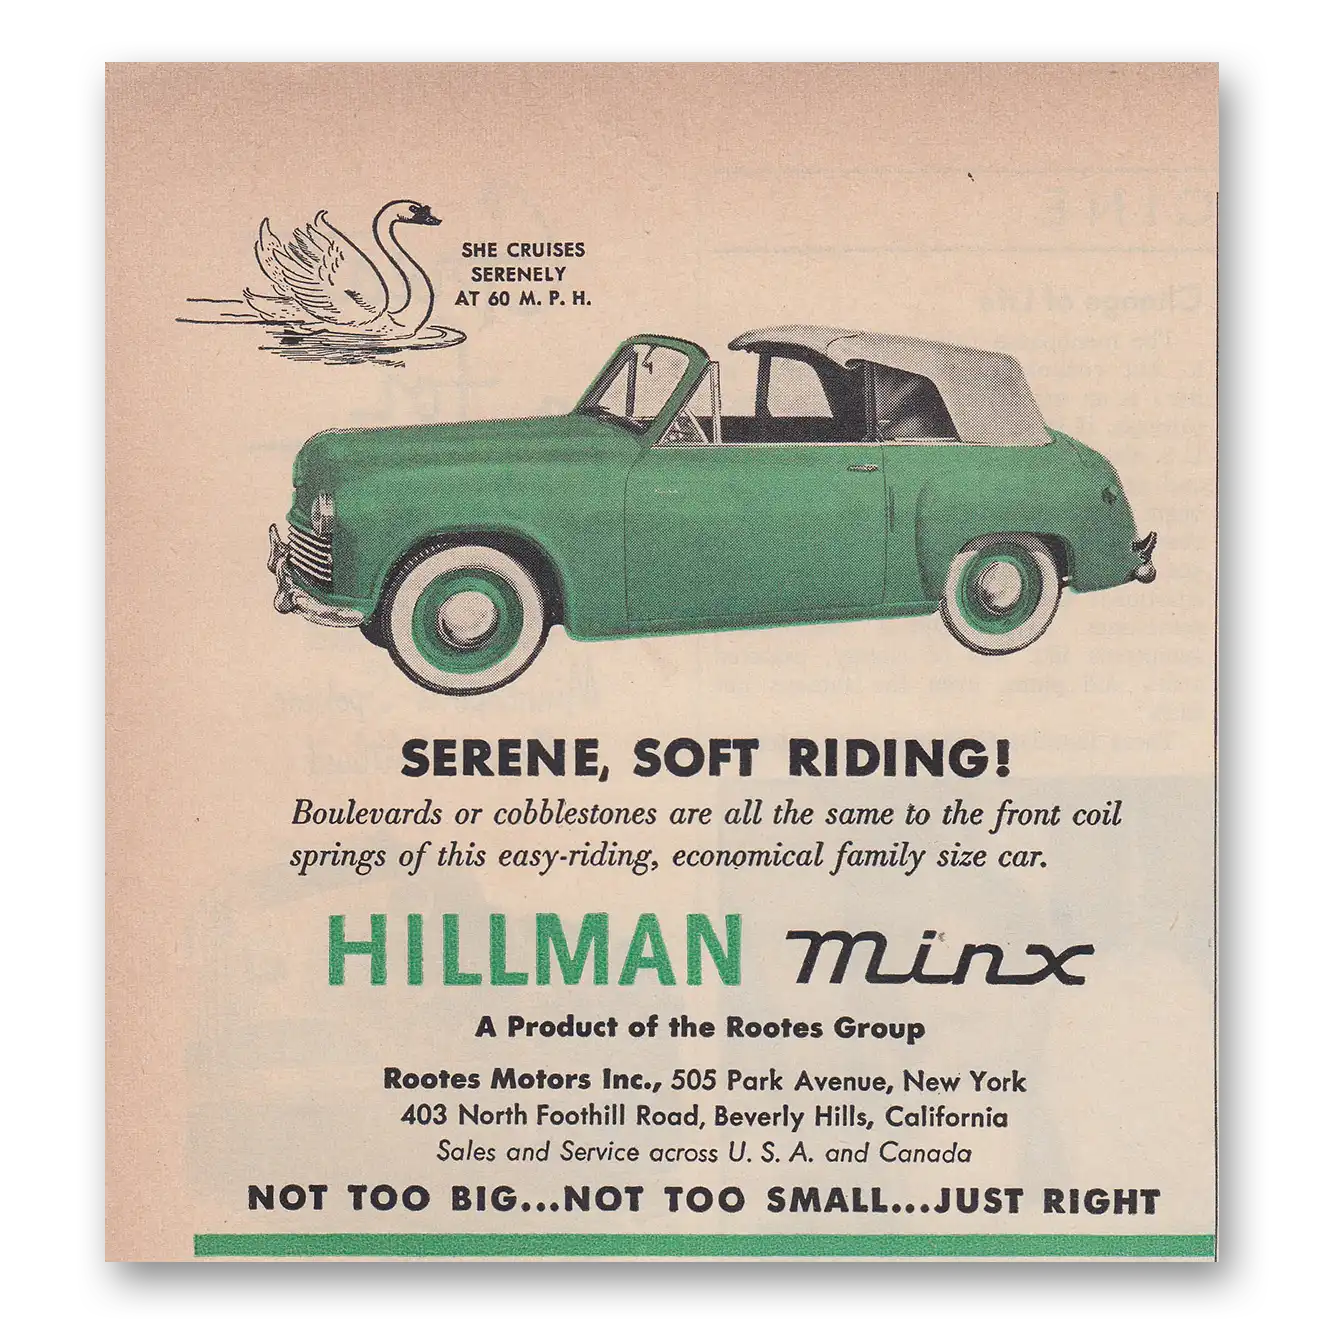 SHE CRUISES
SERENELY
AT 60 M. P. H.
SERENE, SOFT RIDING!
Boulevards or cobblestones are all the same to the front coil
springs of this easy-riding, economical family size car.
HILLMAN minx
A Product of the Rootes Group
Rootes Motors Inc., 505 Park Avenue, New York
403 North Foothill Road, Beverly Hills, California
Sales and Service across U. S. A. and Canada
NOT TOO BIG...NOT TOO SMALL...JUST RIGHT